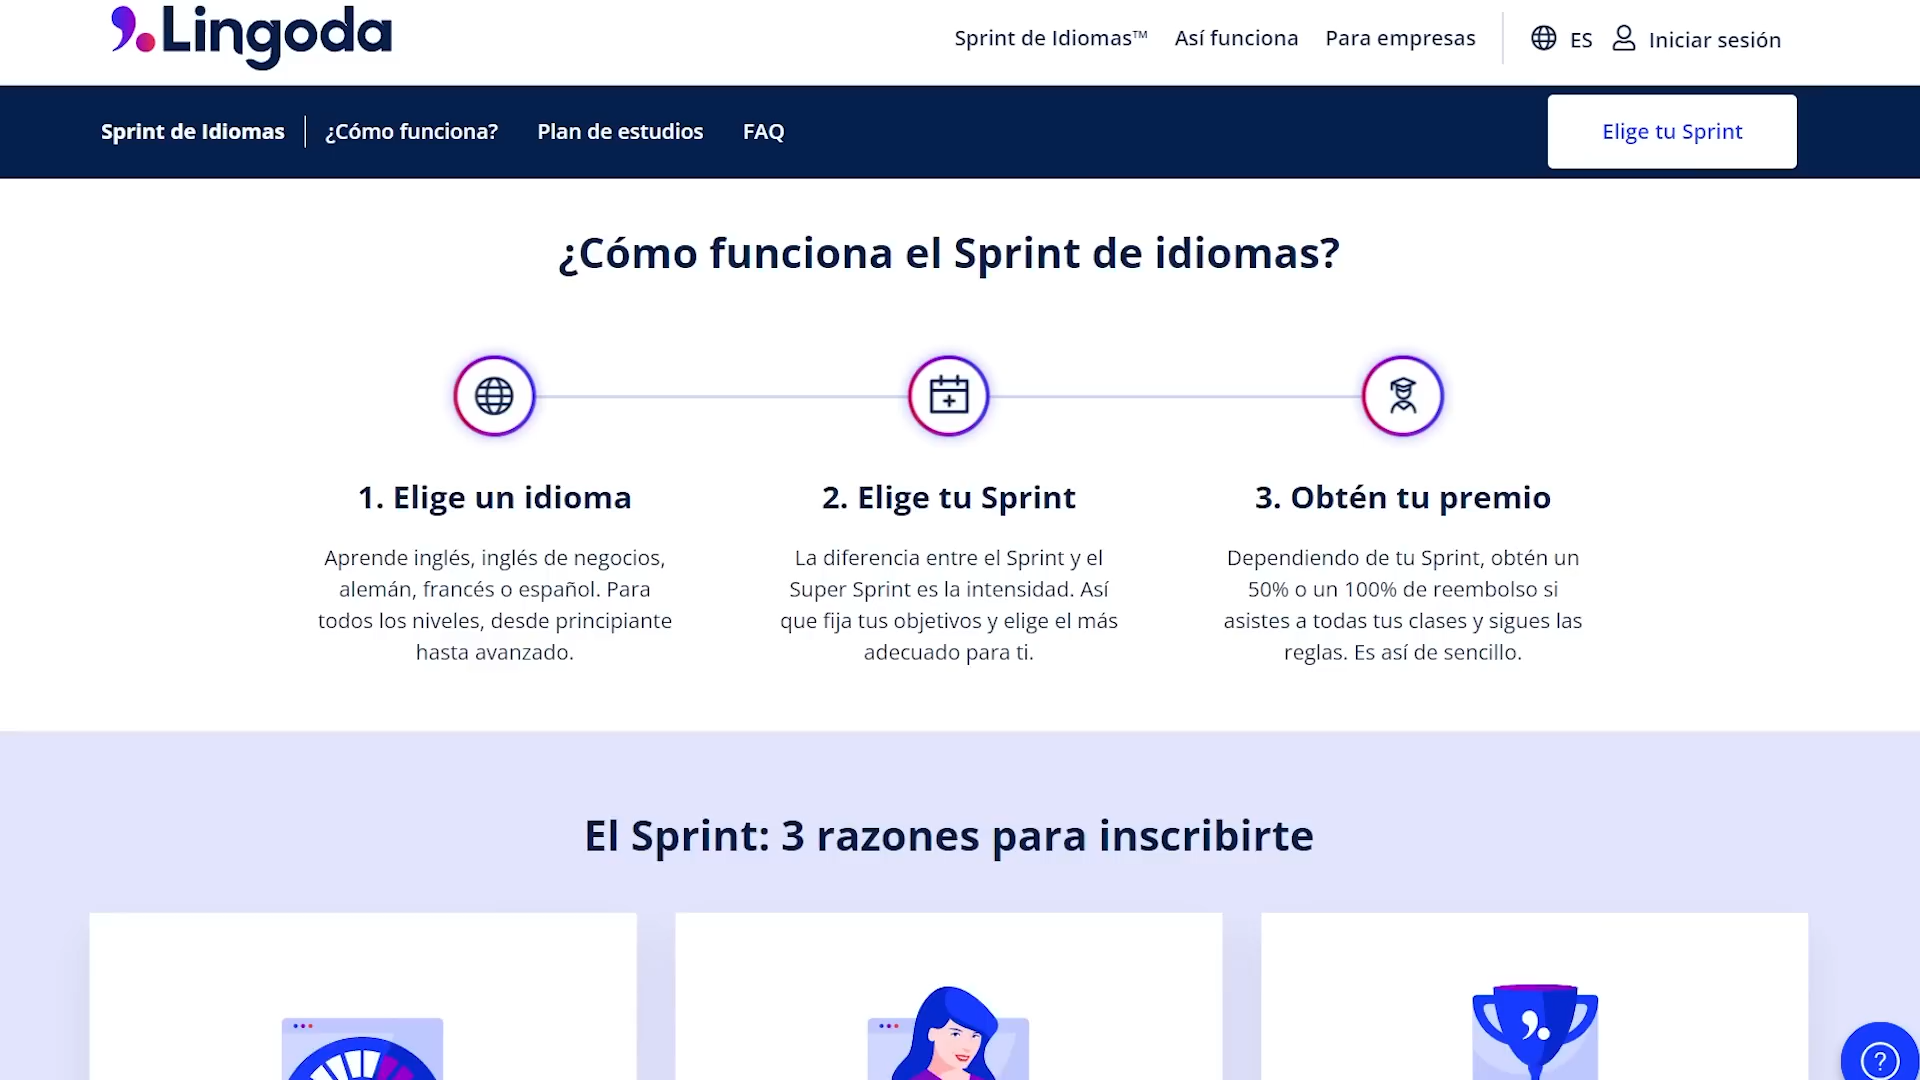 Lingoda
Sprint de Idiomas™ Así funciona Para empresas ES Iniciar sesión
Sprint de Idiomas ¿Cómo funciona? Plan de estudios FAQ Elige tu Sprint
¿Cómo funciona el Sprint de idiomas?
1. Elige un idioma
Aprende inglés, inglés de negocios,
alemán, francés o español. Para
todos los niveles, desde principiante
hasta avanzado.
2. Elige tu Sprint
La diferencia entre el Sprint y el
Super Sprint es la intensidad. Así
que fija tus objetivos y elige el más
adecuado para ti.
3. Obtén tu premio
Dependiendo de tu Sprint, obtén un
50% o un 100% de reembolso si
asistes a todas tus clases y sigues las
reglas. Es así de sencillo.
El Sprint: 3 razones para inscribirte
?